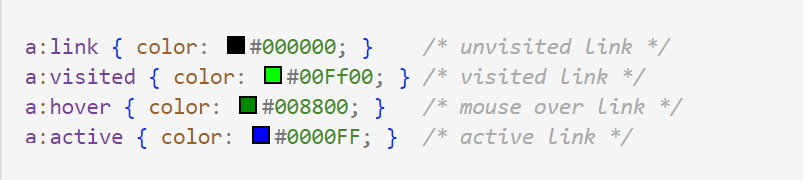 a:link { color: #000000; } /* unvisited link */
a:visited { color: #00Ff00; } /* visited link */
a:hover { color: #008800; } /* mouse over link */
a:active { color: #0000FF; } /* active link */